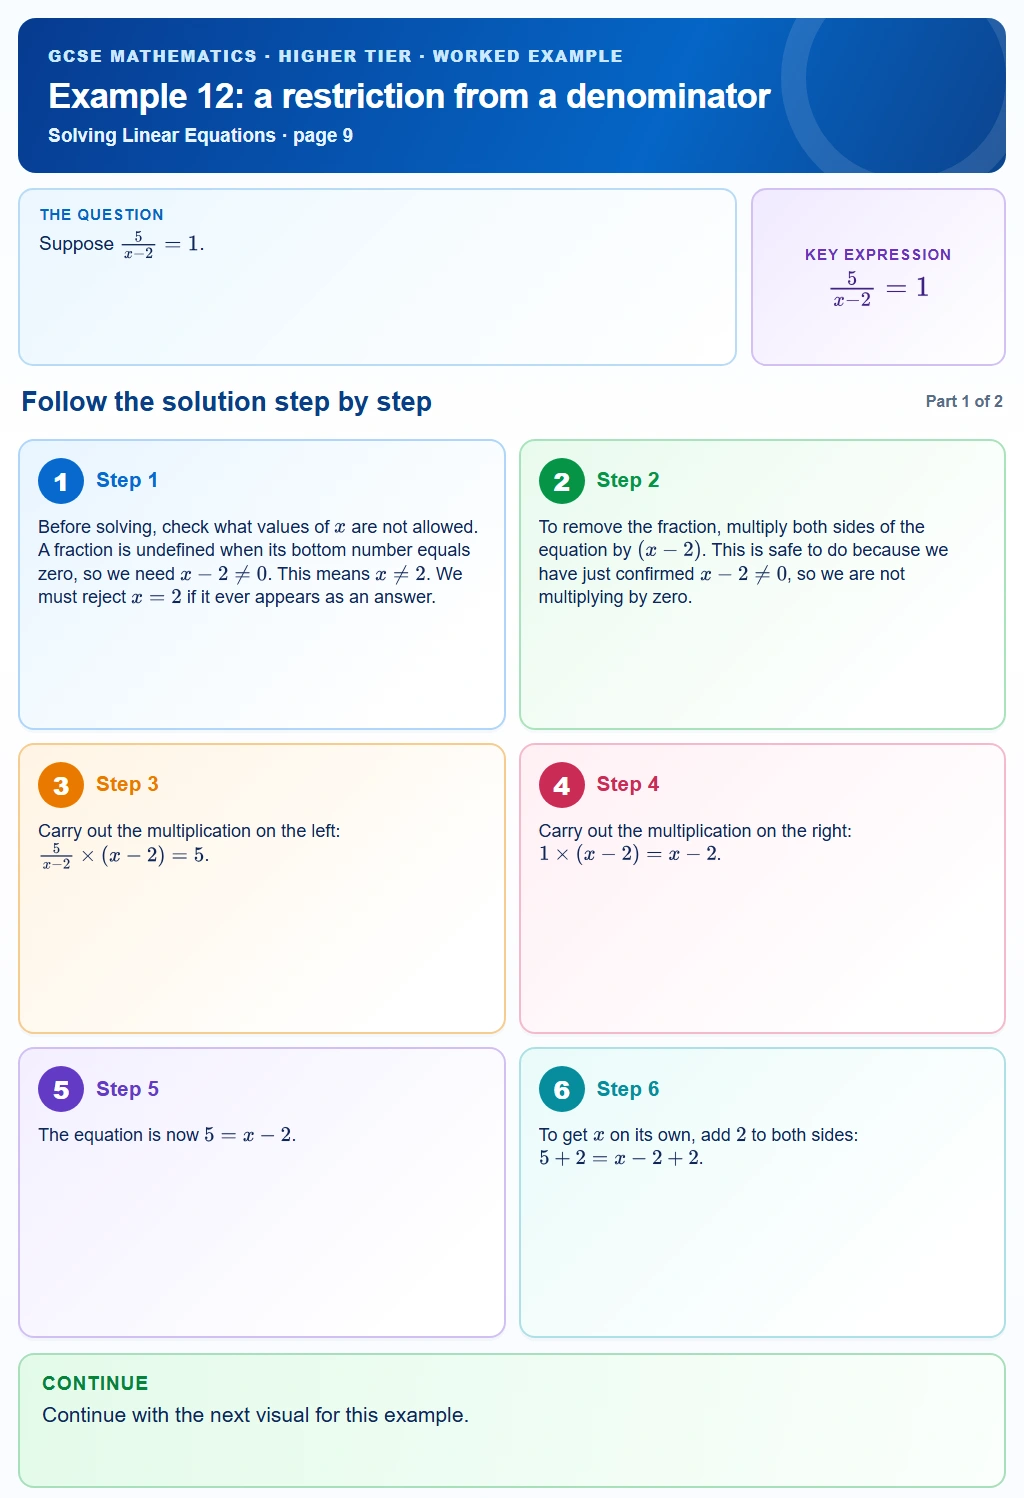 GCSE MATHEMATICS · HIGHER TIER · WORKED EXAMPLE
Example 12: a restriction from a denominator
Solving Linear Equations · page 9
THE QUESTION
Suppose \(\frac{5}{x-2} = 1\).
KEY EXPRESSION
\(\frac{5}{x-2} = 1\)
Follow the solution step by step
Part 1 of 2
1 Step 1
Before solving, check what values of \(x\) are not allowed.
A fraction is undefined when its bottom number equals
zero, so we need \(x - 2 \neq 0\). This means \(x \neq 2\). We
must reject \(x = 2\) if it ever appears as an answer.
2 Step 2
To remove the fraction, multiply both sides of the
equation by \((x - 2)\). This is safe to do because we
have just confirmed \(x - 2 \neq 0\), so we are not
multiplying by zero.
3 Step 3
Carry out the multiplication on the left:
\(\frac{5}{x-2} \times (x - 2) = 5\).
4 Step 4
Carry out the multiplication on the right:
\(1 \times (x - 2) = x - 2\).
5 Step 5
The equation is now \(5 = x - 2\).
6 Step 6
To get \(x\) on its own, add \(2\) to both sides:
\(5 + 2 = x - 2 + 2\).
CONTINUE
Continue with the next visual for this example.